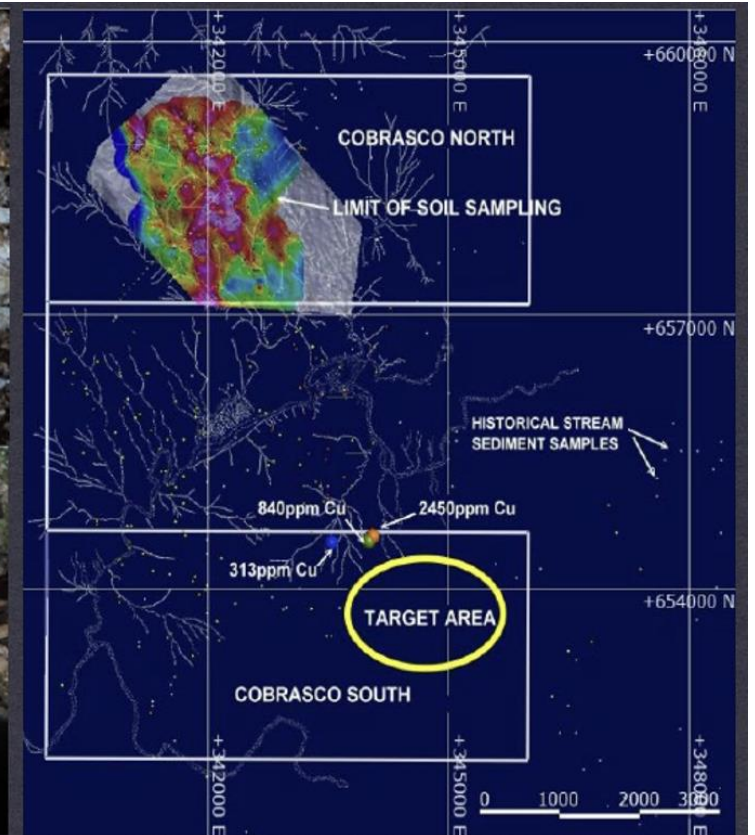 +342000 E
+345000 E
+348000 E
+660000 N
COBRASCO NORTH
LIMIT OF SOIL SAMPLING
+657000 N
HISTORICAL STREAM
SEDIMENT SAMPLES
840ppm Cu
2450ppm Cu
313ppm Cu
+654000 N
TARGET AREA
COBRASCO SOUTH
+342000 E
+345000 E
+348000 E
0 1000 2000 3000